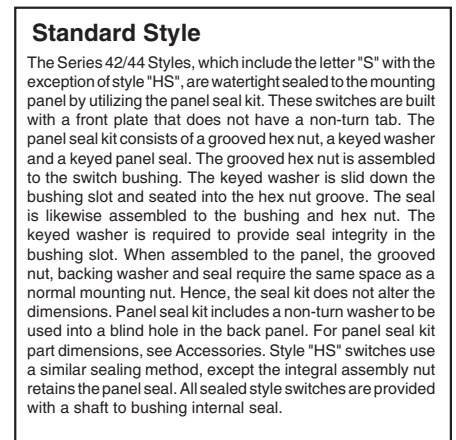 Standard Style
The Series 42/44 Styles, which include the letter "S" with the
exception of style "HS", are watertight sealed to the mounting
panel by utilizing the panel seal kit. These switches are built
with a front plate that does not have a non-turn tab. The
panel seal kit consists of a grooved hex nut, a keyed washer
and a keyed panel seal. The grooved hex nut is assembled
to the switch bushing. The keyed washer is slid down the
bushing slot and seated into the hex nut groove. The seal
is likewise assembled to the bushing and hex nut. The
keyed washer is required to provide seal integrity in the
bushing slot. When assembled to the panel, the grooved
nut, backing washer and seal require the same space as a
normal mounting nut. Hence, the seal kit does not alter the
dimensions. Panel seal kit includes a non-turn washer to be
used into a blind hole in the back panel. For panel seal kit
part dimensions, see Accessories. Style "HS" switches use
a similar sealing method, except the integral assembly nut
retains the panel seal. All sealed style switches are provided
with a shaft to bushing internal seal.